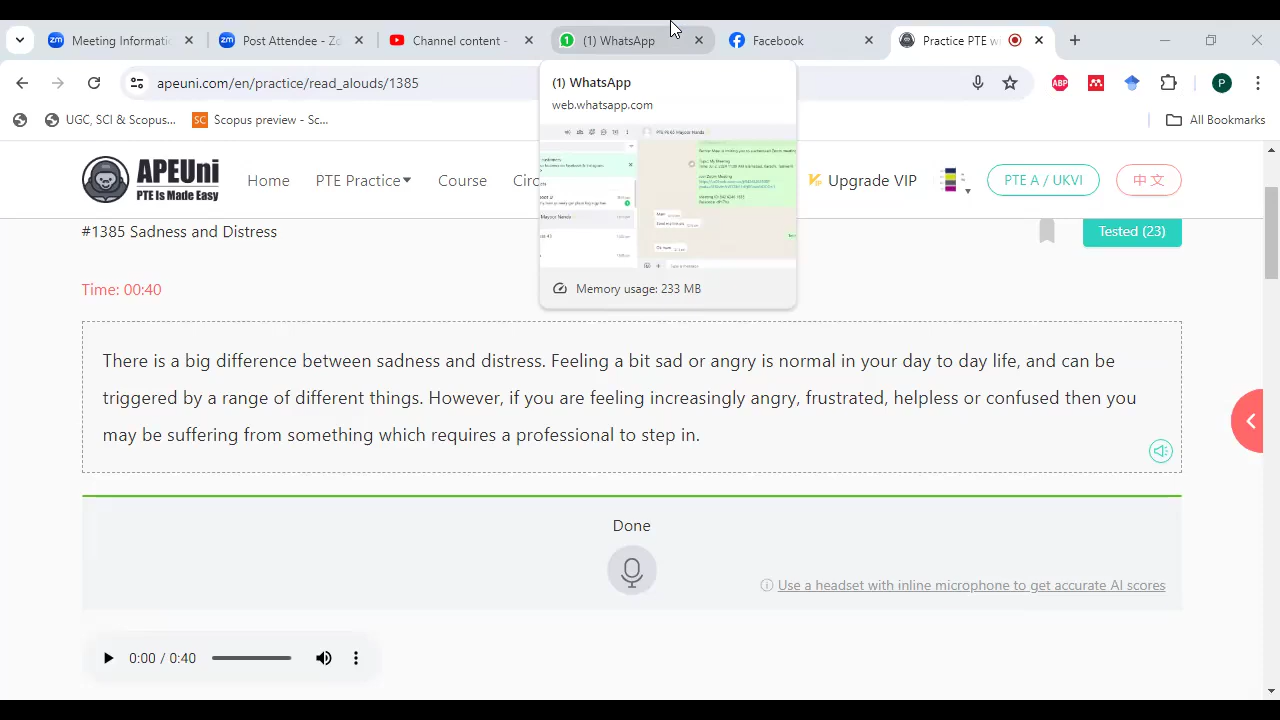 Meeting Informati
Post Attendee - Zo
Channel content -
(1) WhatsApp
Facebook
Practice PTE wi
apeuni.com/en/practice/read_alouds/1385
UGC, SCI & Scopus...
Scopus preview - Sc...
All Bookmarks
(1) WhatsApp
web.whatsapp.com
Memory usage: 233 MB
APEUni
PTE Is Made Easy
PTE Practice
Upgrade VIP
PTE A / UKVI
中 文
#1385 Sadness and Distress
Tested (23)
Time: 00:40
There is a big difference between sadness and distress. Feeling a bit sad or angry is normal in your day to day life, and can be
triggered by a range of different things. However, if you are feeling increasingly angry, frustrated, helpless or confused then you
may be suffering from something which requires a professional to step in.
Done
Use a headset with inline microphone to get accurate AI scores
0:00 / 0:40